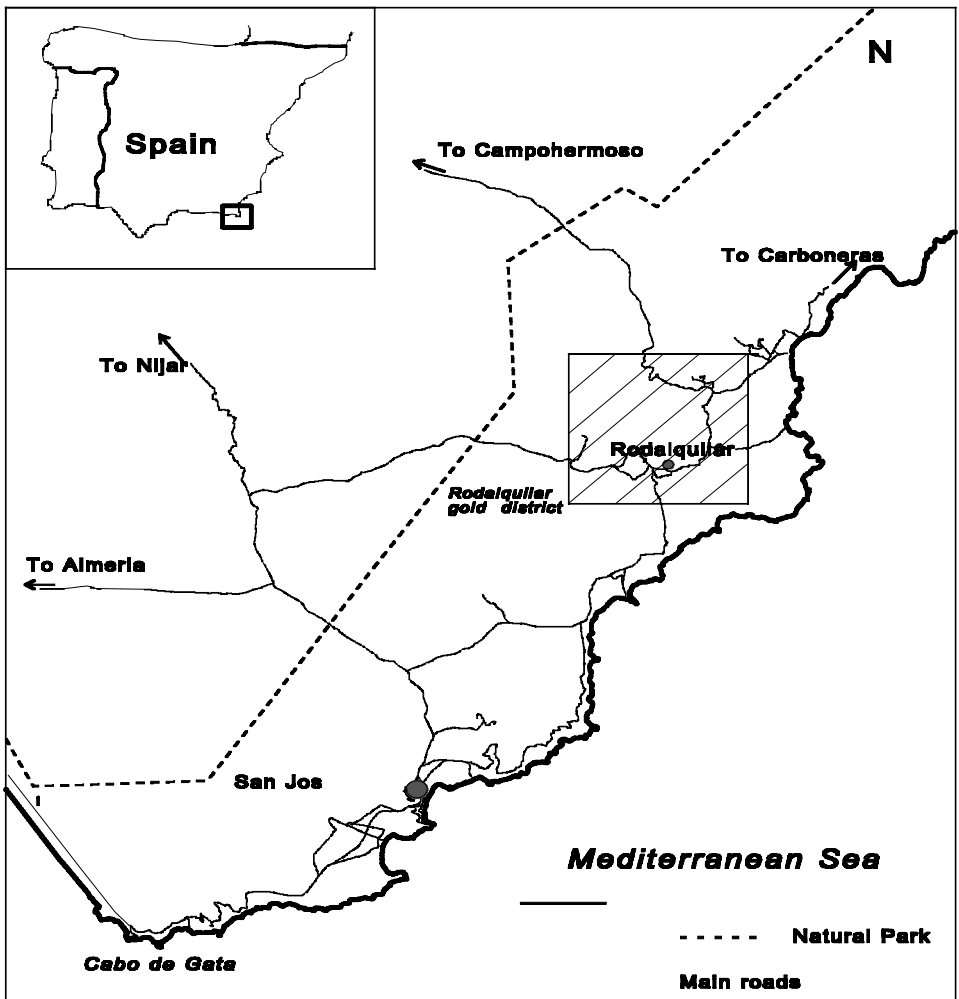 N
Spain
To Campohermoso
To Carboneras
To Nijar
Rodalquilar
Rodalquilar
gold district
To Almeria
San Jos
Mediterranean Sea
Natural Park
Cabo de Gata
Main roads